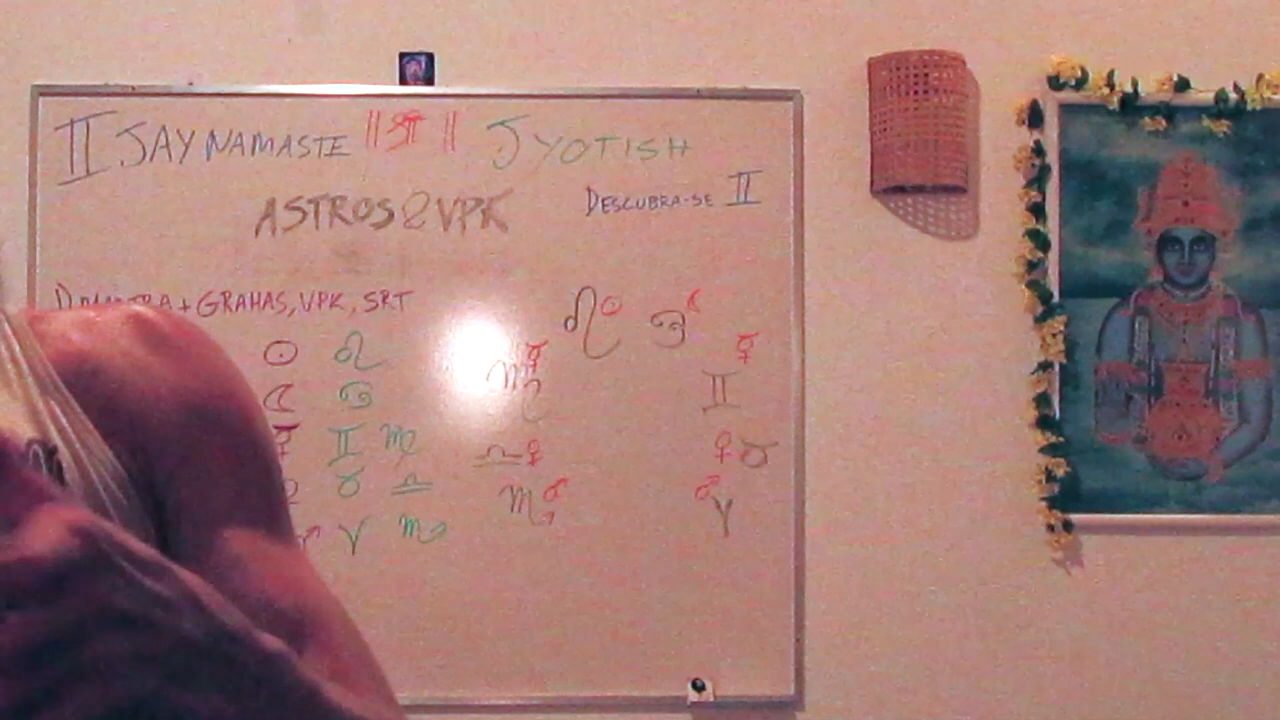 II JAY NAMASTE || श्री || JYOTISH
ASTROS & VPK DESCUBRA-SE II
+ GRAHAS, VPK, SRT
♌ ☉ ♋ ☾
☉ ♌ ♍ ☿ ☿
☾ ♋ ♊
☿ ♊ ♍ ♎ ♀ ♀ ♉
♉ ♎ ♏ ♂ ♂
♂ ♈ ♏ ♈